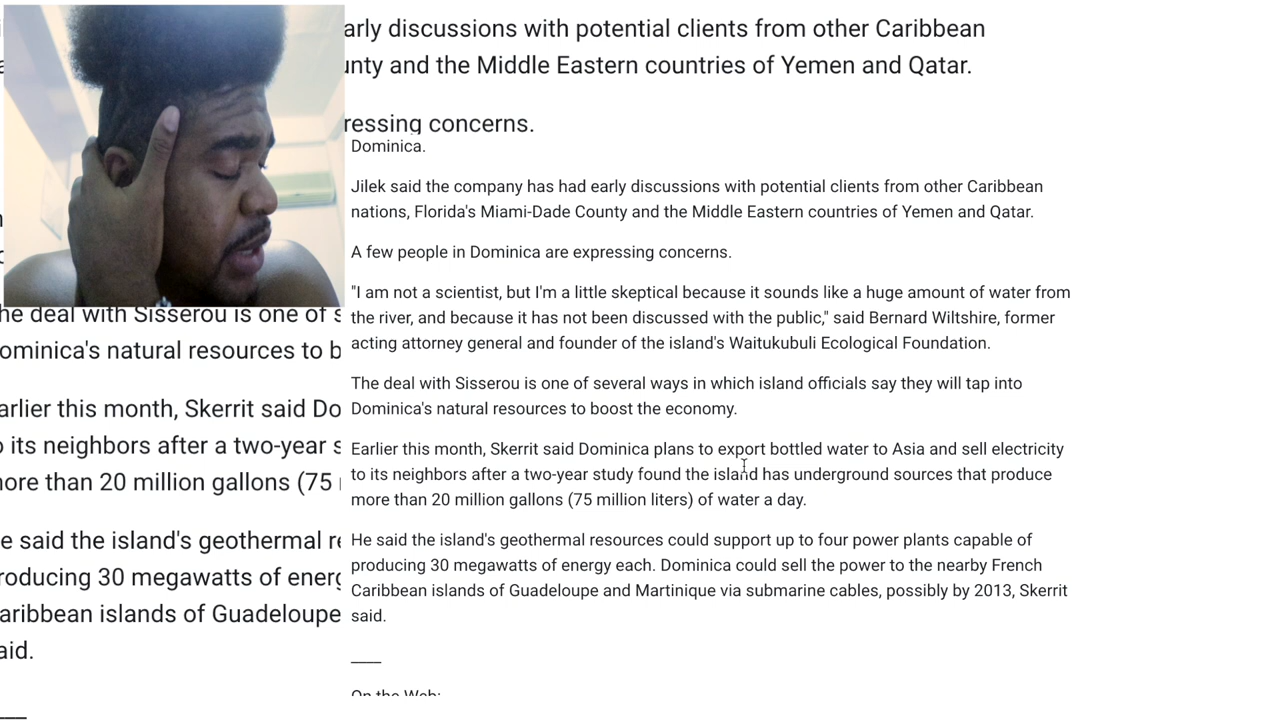 arly discussions with potential clients from other Caribbean
unty and the Middle Eastern countries of Yemen and Qatar.
ressing concerns.
Dominica.
Jilek said the company has had early discussions with potential clients from other Caribbean
nations, Florida's Miami-Dade County and the Middle Eastern countries of Yemen and Qatar.
A few people in Dominica are expressing concerns.
"I am not a scientist, but I'm a little skeptical because it sounds like a huge amount of water from
the river, and because it has not been discussed with the public," said Bernard Wiltshire, former
acting attorney general and founder of the island's Waitukubuli Ecological Foundation.
The deal with Sisserou is one of several ways in which island officials say they will tap into
Dominica's natural resources to boost the economy.
Earlier this month, Skerrit said Dominica plans to export bottled water to Asia and sell electricity
to its neighbors after a two-year study found the island has underground sources that produce
more than 20 million gallons (75 million liters) of water a day.
He said the island's geothermal resources could support up to four power plants capable of
producing 30 megawatts of energy each. Dominica could sell the power to the nearby French
Caribbean islands of Guadeloupe and Martinique via submarine cables, possibly by 2013, Skerrit
said.
____
On the Web:
he deal with Sisserou is one of s
ominica's natural resources to b
arlier this month, Skerrit said Do
o its neighbors after a two-year s
ore than 20 million gallons (75
e said the island's geothermal re
roducing 30 megawatts of energ
aribbean islands of Guadeloupe
aid.